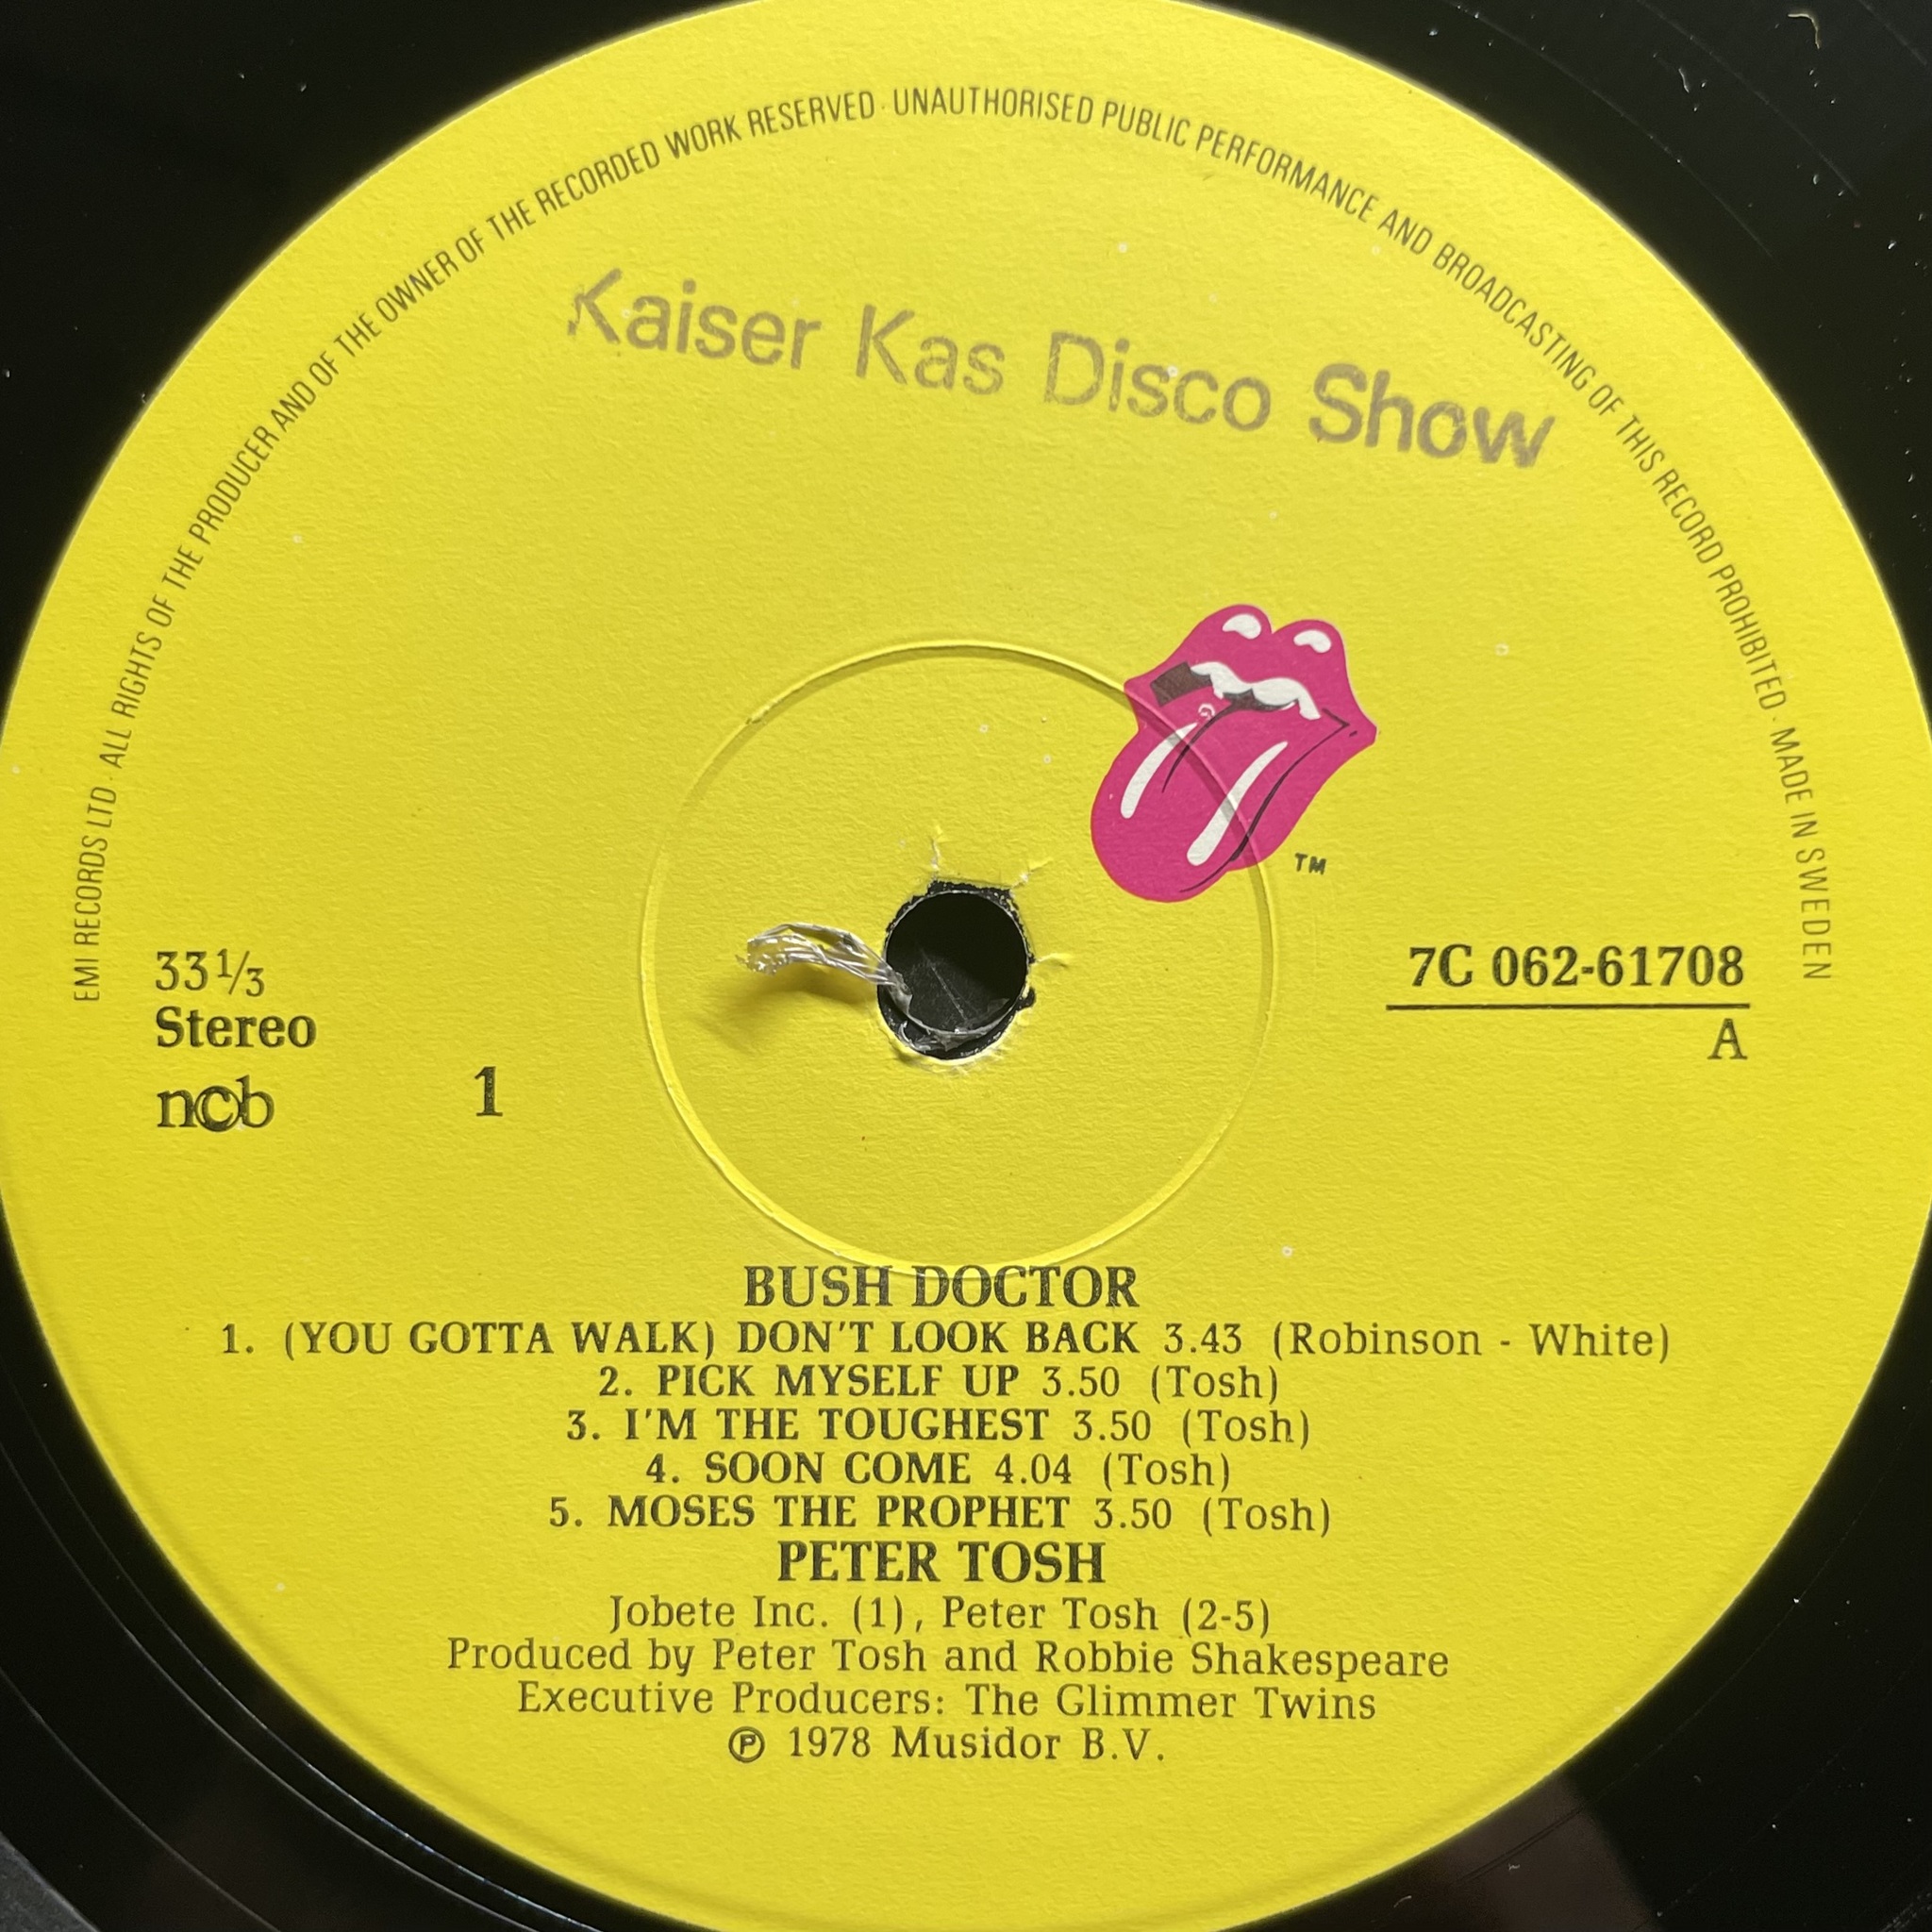 EMI RECORDS LTD · ALL RIGHTS OF THE PRODUCER AND OF THE OWNER OF THE RECORDED WORK RESERVED · UNAUTHORISED PUBLIC PERFORMANCE AND BROADCASTING OF THIS RECORD PROHIBITED · MADE IN SWEDEN
Kaiser Kas Disco Show
TM
33⅓
Stereo
ncb
1
7C 062-61708
A
BUSH DOCTOR
1. (YOU GOTTA WALK) DON'T LOOK BACK 3.43 (Robinson - White)
2. PICK MYSELF UP 3.50 (Tosh)
3. I'M THE TOUGHEST 3.50 (Tosh)
4. SOON COME 4.04 (Tosh)
5. MOSES THE PROPHET 3.50 (Tosh)
PETER TOSH
Jobete Inc. (1), Peter Tosh (2-5)
Produced by Peter Tosh and Robbie Shakespeare
Executive Producers: The Glimmer Twins
℗ 1978 Musidor B.V.